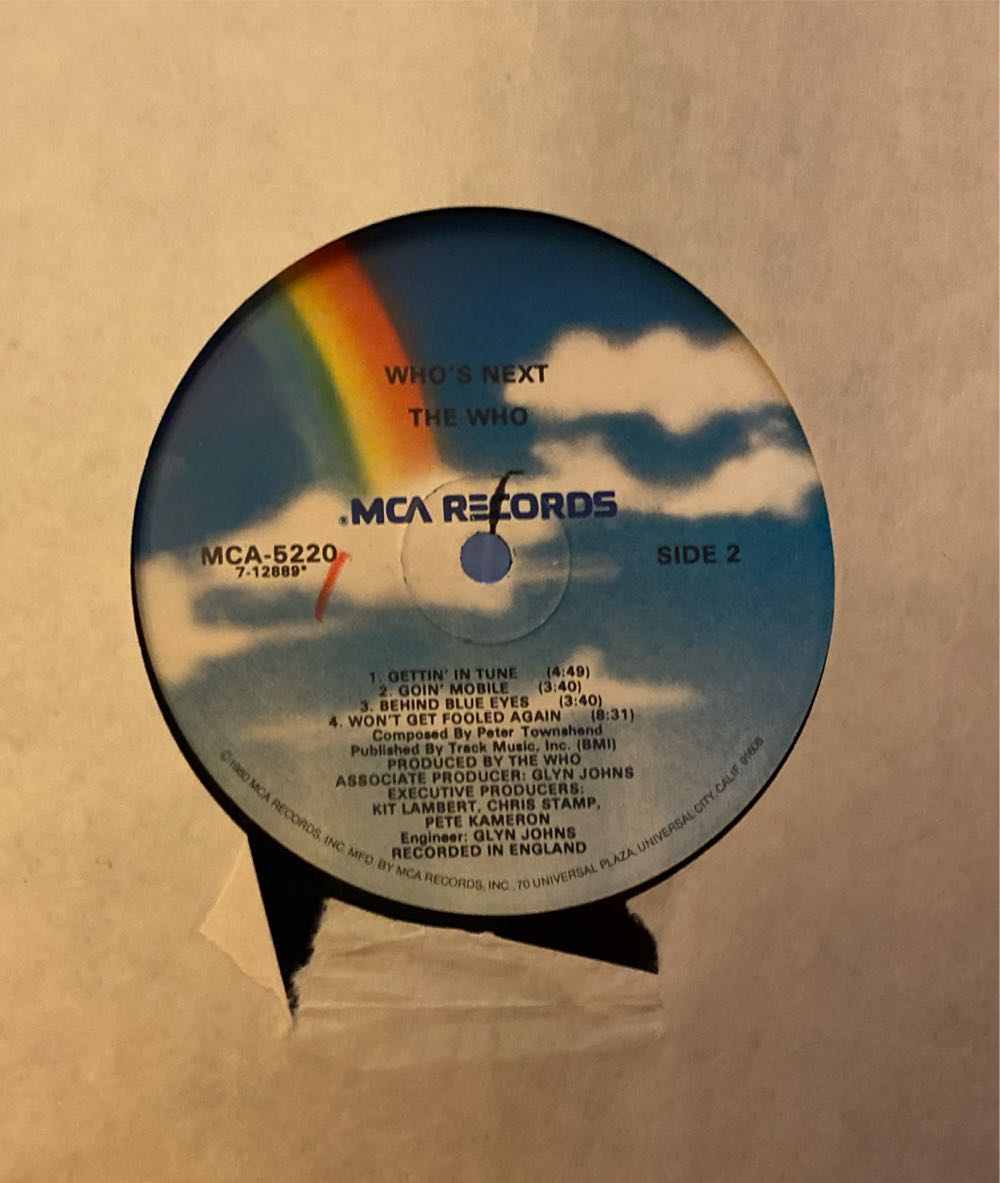 WHO'S NEXT
THE WHO
®MCA RECORDS
MCA-5220
7-12889*
SIDE 2
1. GETTIN' IN TUNE (4:49)
2. GOIN' MOBILE (3:40)
3. BEHIND BLUE EYES (3:40)
4. WON'T GET FOOLED AGAIN (8:31)
Composed By Peter Townshend
Published By Track Music, Inc. (BMI)
PRODUCED BY THE WHO
ASSOCIATE PRODUCER: GLYN JOHNS
EXECUTIVE PRODUCERS:
KIT LAMBERT, CHRIS STAMP,
PETE KAMERON
Engineer: GLYN JOHNS
RECORDED IN ENGLAND
©1980 MCA RECORDS, INC. MFD. BY MCA RECORDS, INC., 70 UNIVERSAL PLAZA, UNIVERSAL CITY, CALIF. 91608